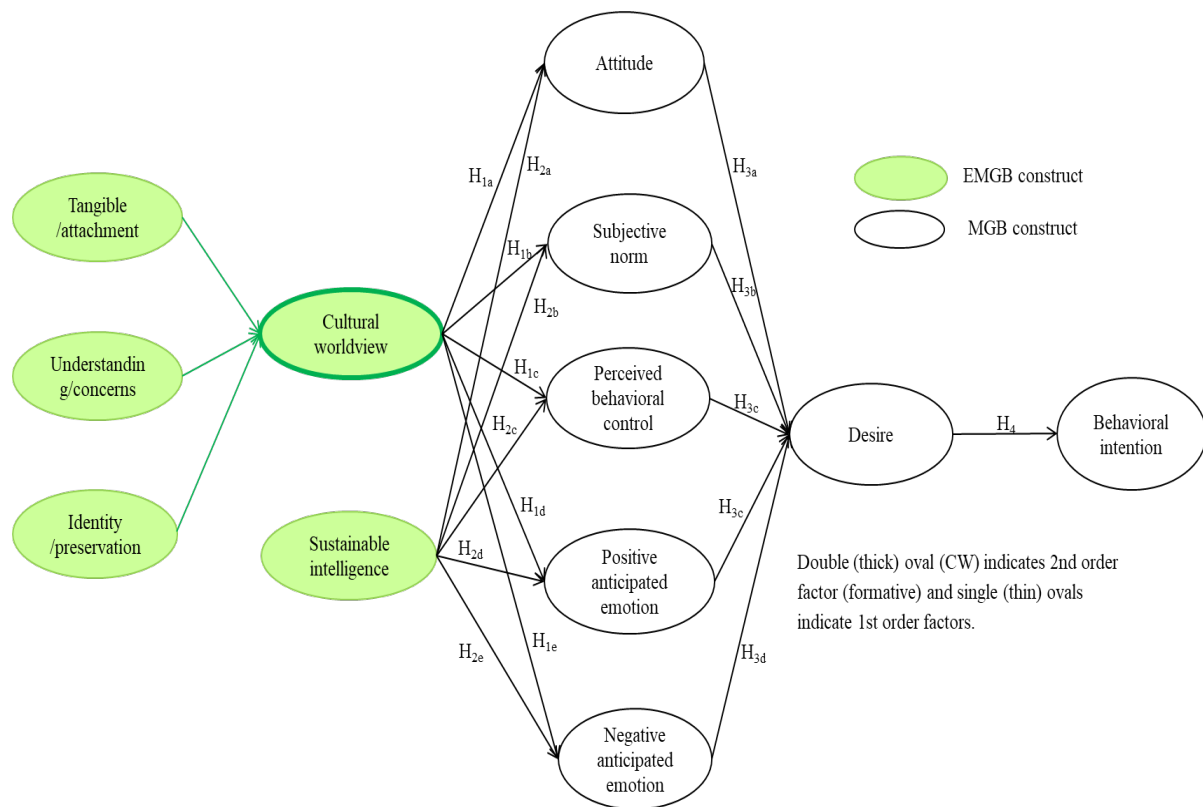 Attitude
H1a
H2a
H3a
EMGB construct
Tangible
/attachment
MGB construct
Subjective
norm
H1b
H3b
H2b
Cultural
worldview
Understandin
g/concerns
H1c
Perceived
behavioral
control
H3c
H2c
Desire
H4
Behavioral
intention
H1d
H3c
Identity
/preservation
Sustainable
intelligence
H2d
Positive
anticipated
emotion
Double (thick) oval (CW) indicates 2nd order
factor (formative) and single (thin) ovals
indicate 1st order factors.
H1e
H2e
H3d
Negative
anticipated
emotion